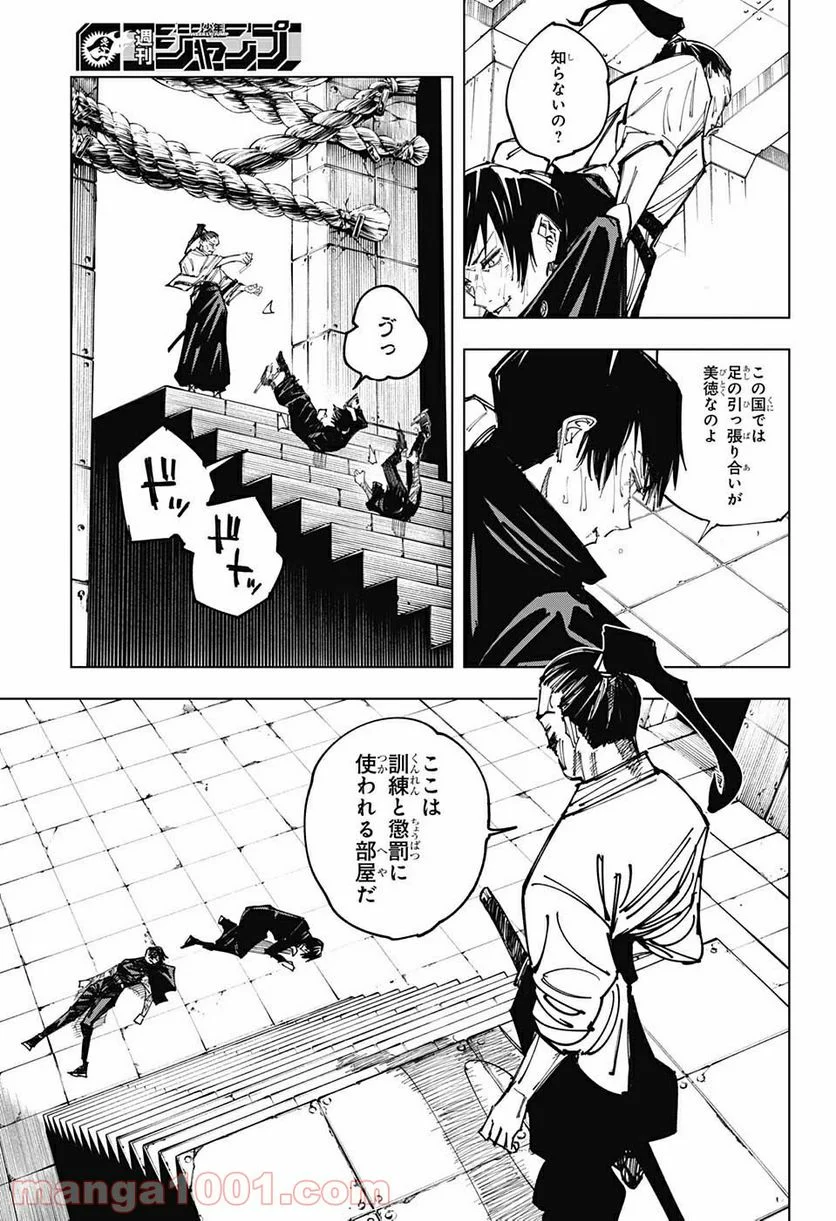 週刊
少年
ジャンプ
知らないの?
この国では
足の引っ張り合いが
美徳なのよ
ゔっ
ドッ
ドドッ
ここは
訓練と懲罰に
使われる部屋だ
manga1001.com